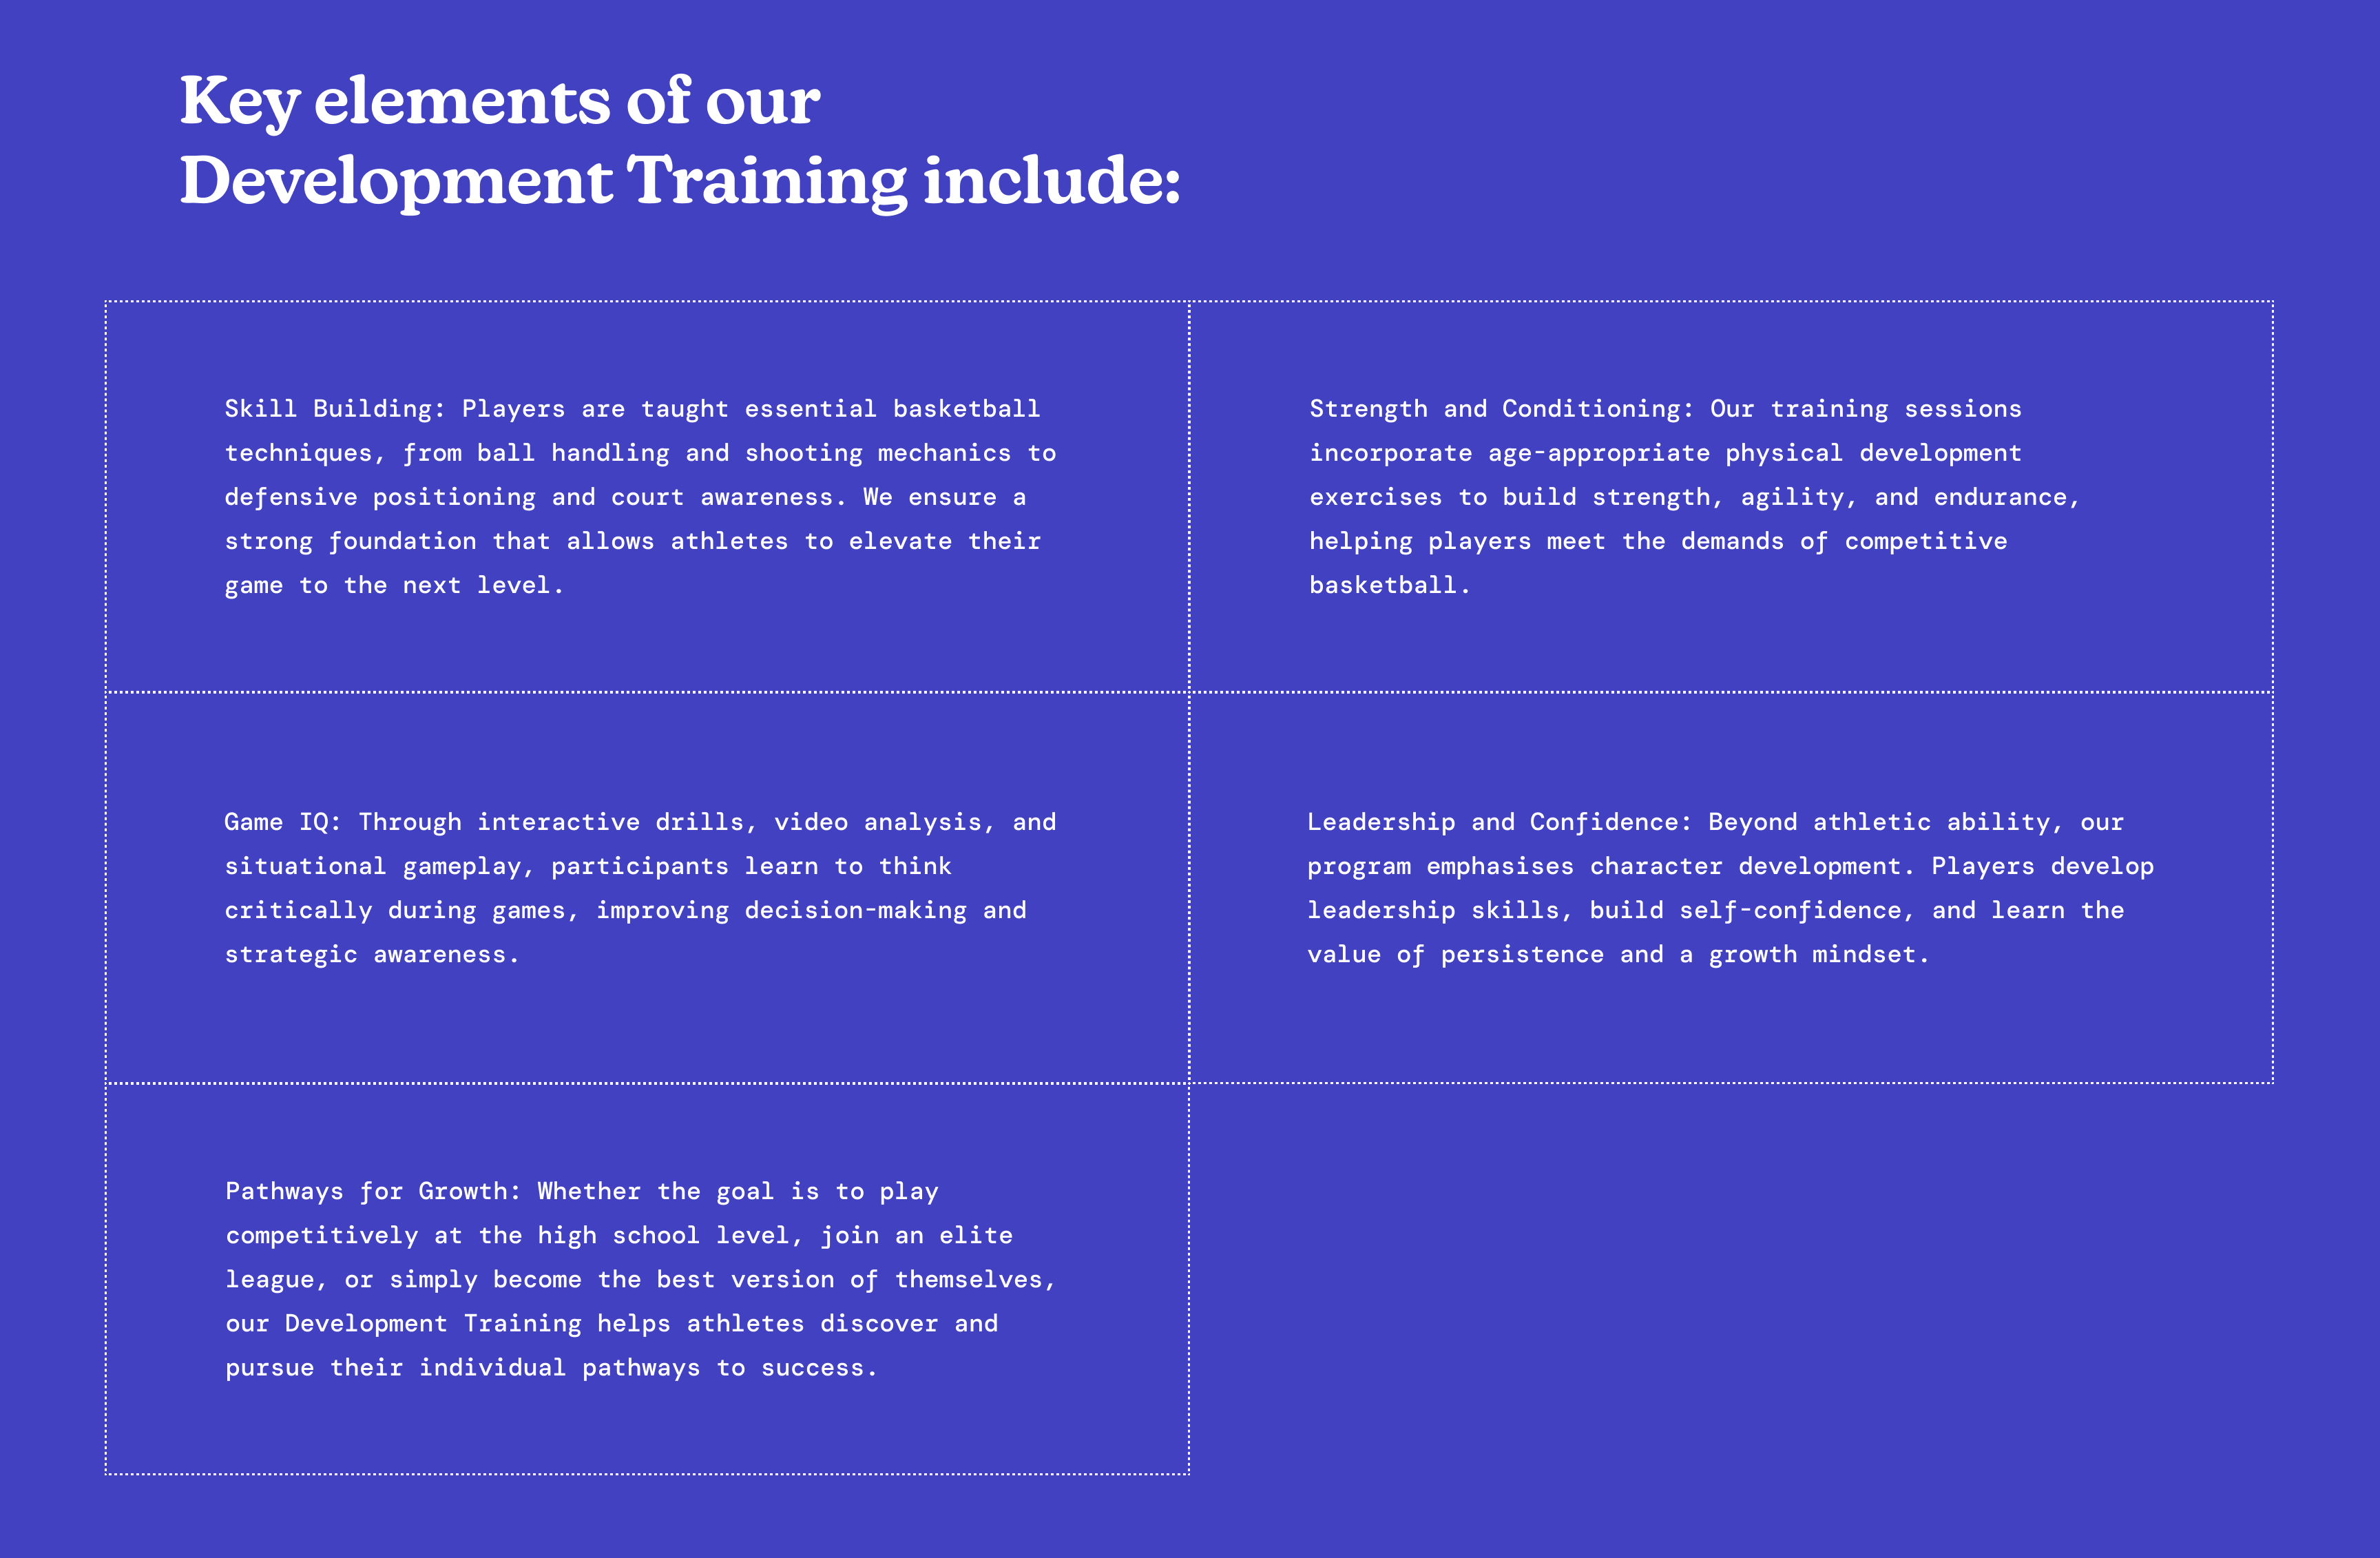 Key elements of our
Development Training include:
Skill Building: Players are taught essential basketball
techniques, from ball handling and shooting mechanics to
defensive positioning and court awareness. We ensure a
strong foundation that allows athletes to elevate their
game to the next level.
Strength and Conditioning: Our training sessions
incorporate age-appropriate physical development
exercises to build strength, agility, and endurance,
helping players meet the demands of competitive
basketball.
Game IQ: Through interactive drills, video analysis, and
situational gameplay, participants learn to think
critically during games, improving decision-making and
strategic awareness.
Leadership and Confidence: Beyond athletic ability, our
program emphasises character development. Players develop
leadership skills, build self-confidence, and learn the
value of persistence and a growth mindset.
Pathways for Growth: Whether the goal is to play
competitively at the high school level, join an elite
league, or simply become the best version of themselves,
our Development Training helps athletes discover and
pursue their individual pathways to success.